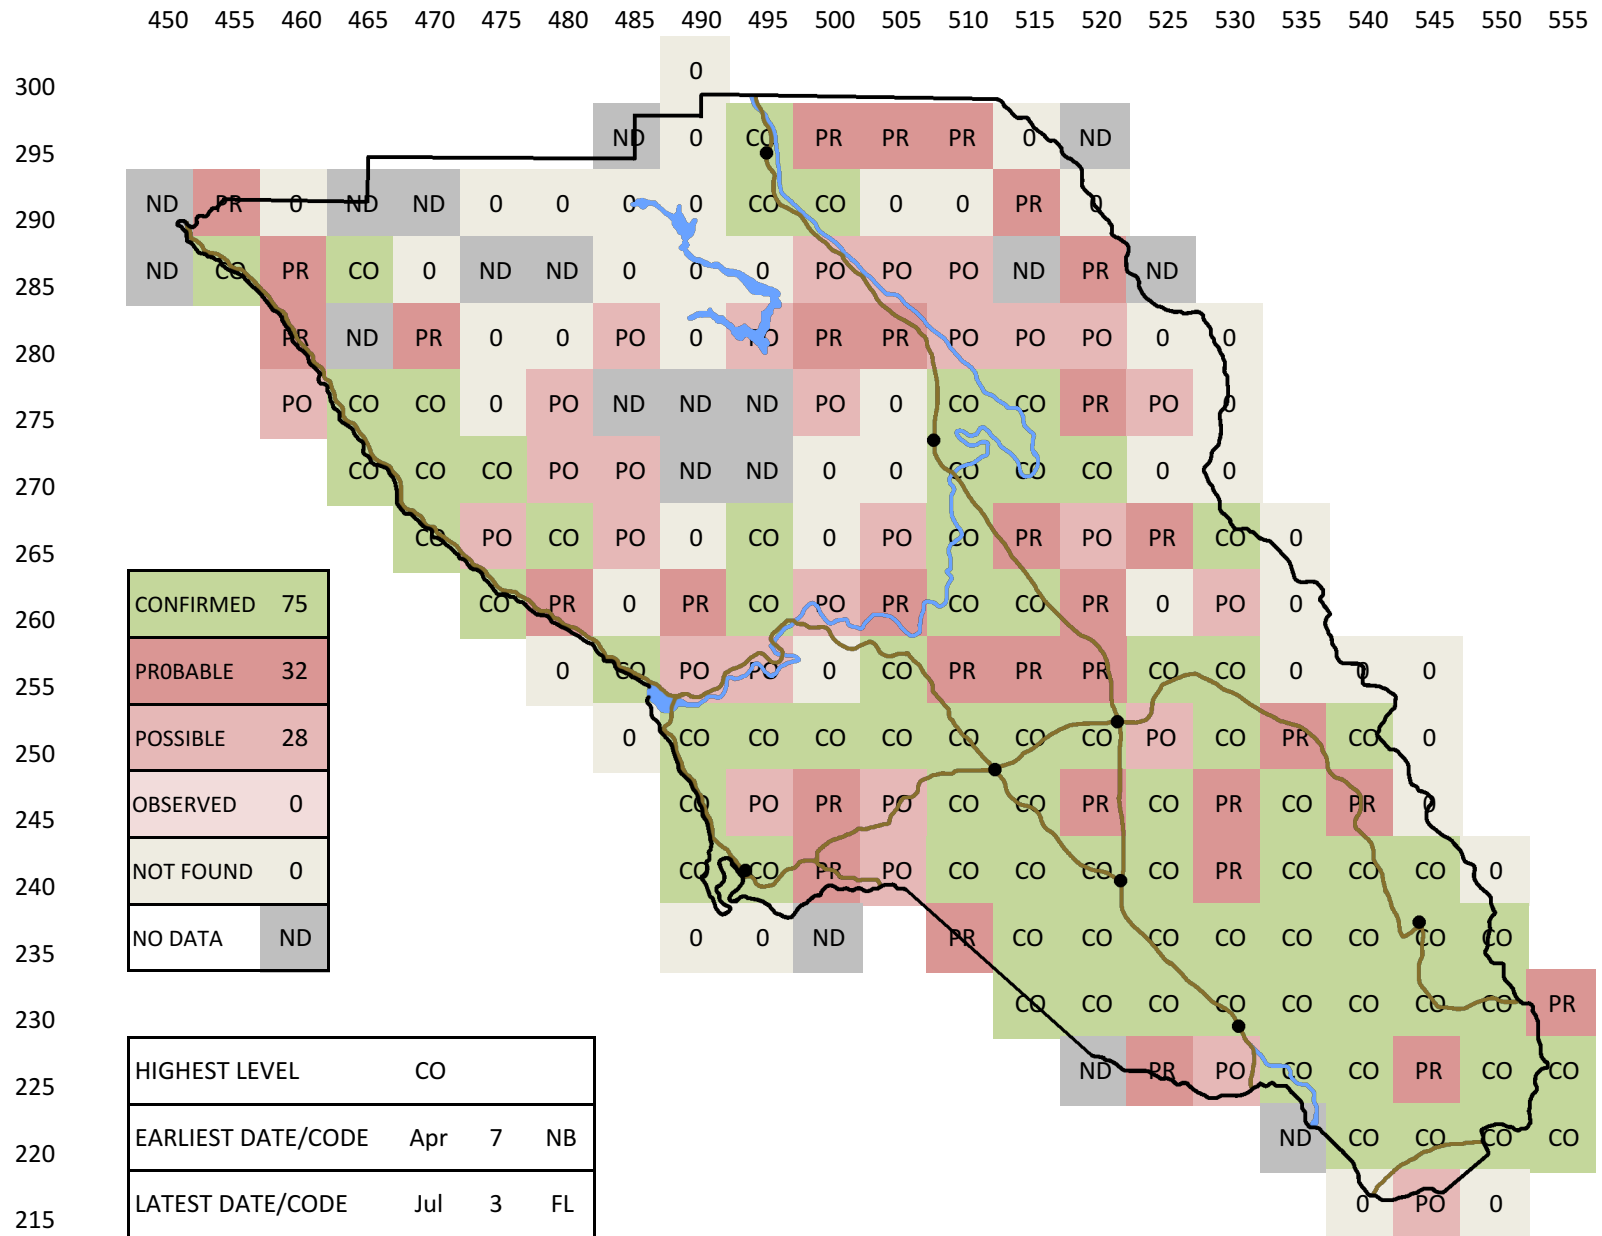 450 455 460 465 470 475 480 485 490 495 500 505 510 515 520 525 530 535 540 545 550 555
0
300
ND 0 CO PR PR PR 0 ND
295
ND PR 0 ND ND 0 0 0 0 CO CO 0 0 PR 0
290
ND CO PR CO 0 ND ND 0 0 0 PO PO PO ND PR ND
285
PR ND PR 0 0 PO 0 PO PR PR PO PO PO 0 0
280
PO CO CO 0 PO ND ND ND PO 0 CO CO PR PO 0
275
CO CO CO PO PO ND ND 0 0 CO CO CO 0 0
270
CO PO CO PO 0 CO 0 PO CO PR PO PR CO 0
265
CO PR 0 PR CO PO PR CO CO PR 0 PO 0
260
0 CO PO PO 0 CO PR PR PR CO CO 0 0 0
255
0 CO CO CO CO CO CO CO PO CO PR CO 0
250
CO PO PR PO CO CO PR CO PR CO PR 0
245
CO CO PR PO CO CO CO CO PR CO CO CO 0
240
0 0 ND PR CO CO CO CO CO CO CO CO
235
CO CO CO CO CO CO CO CO PR
230
ND PR PO CO CO PR CO CO
225
ND CO CO CO CO
220
0 PO 0
215
CONFIRMED 75
PR0BABLE 32
POSSIBLE 28
OBSERVED 0
NOT FOUND 0
NO DATA ND
HIGHEST LEVEL CO
EARLIEST DATE/CODE Apr 7 NB
LATEST DATE/CODE Jul 3 FL